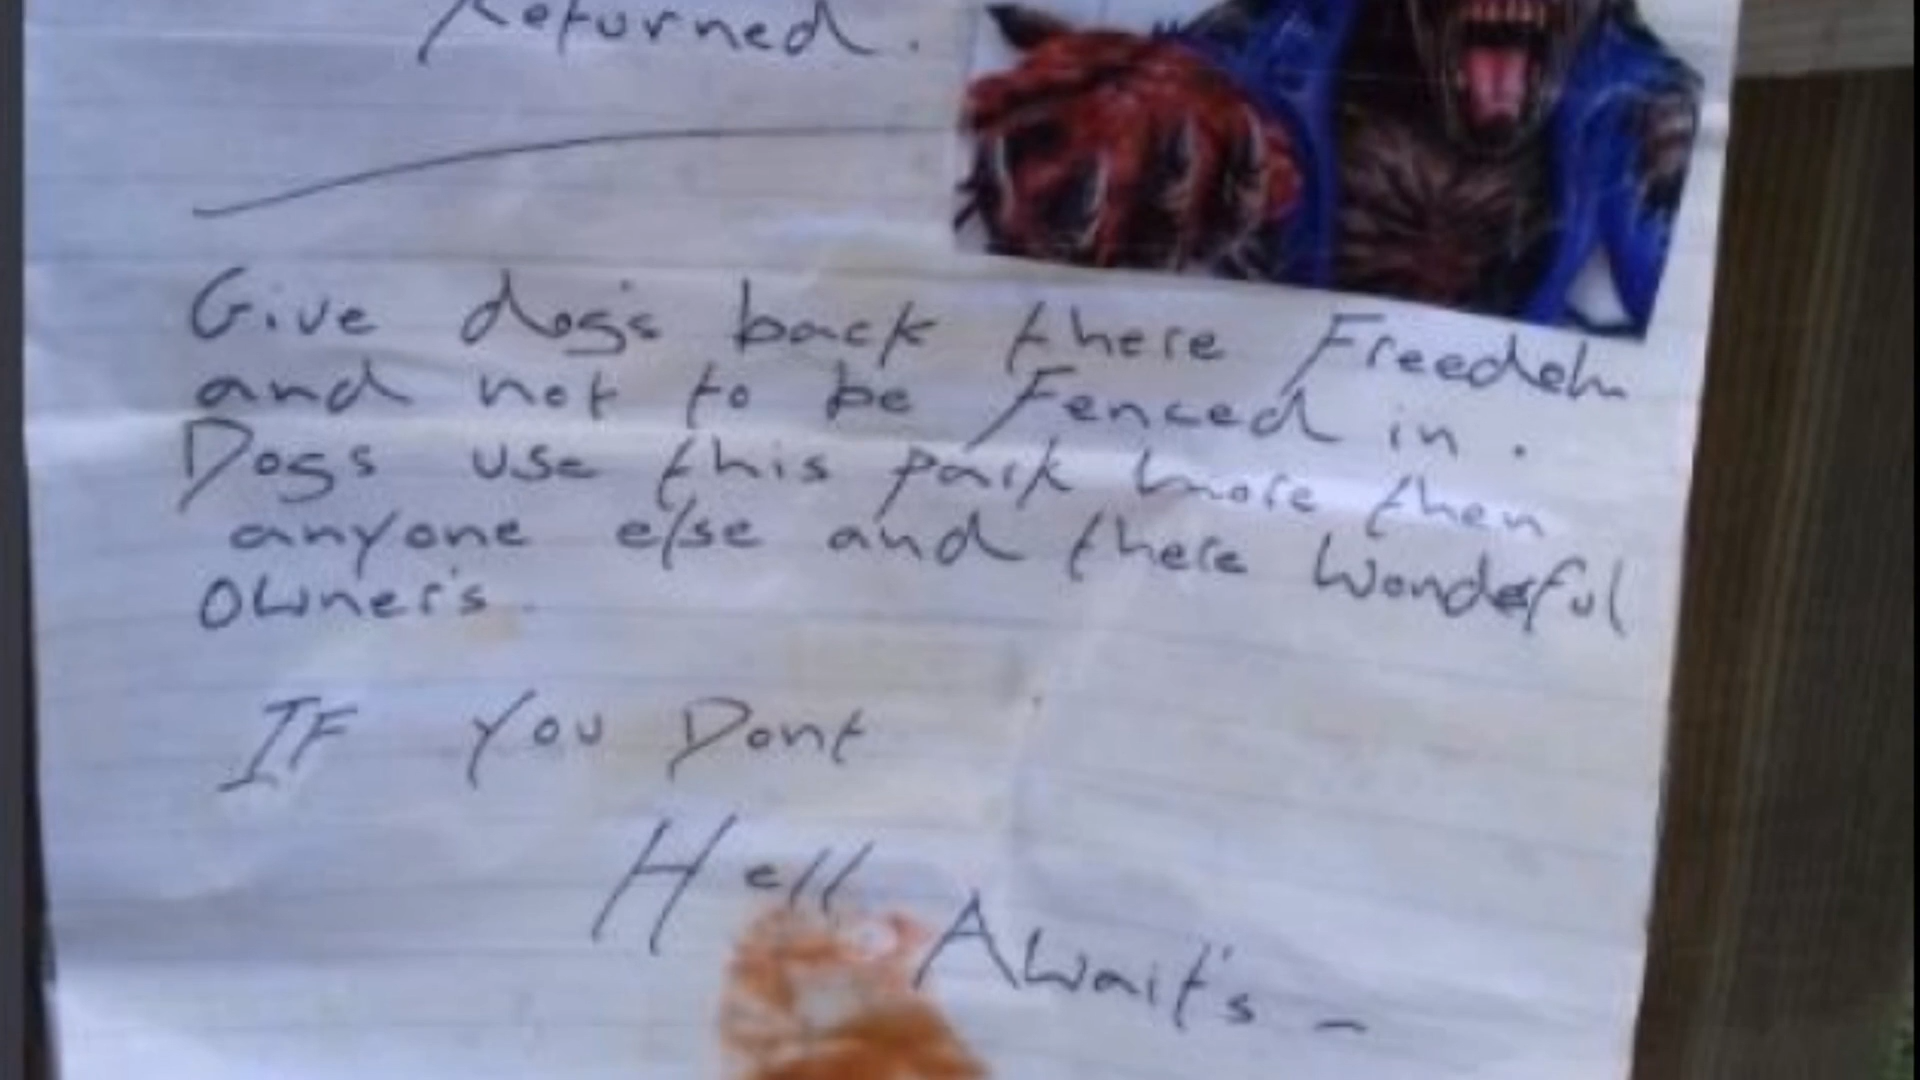 Returned.
Give dog's back there Freedom
and not to be Fenced in.
Dogs use this park more then
anyone else and there wonderful
owner's
IF You Dont
Hell Await's -